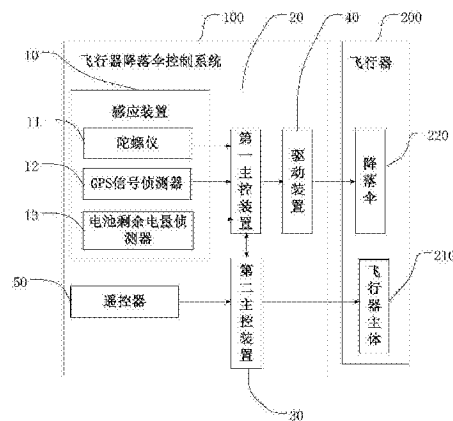 100
20
40
200
飞行器降落伞控制系统
飞行器
10
感应装置
11
陀螺仪
12
GPS信号侦测器
13
电池剩余电量侦
测器
第一主控装置
驱动装置
降落伞
220
50
遥控器
第二主控装置
飞行器主体
210
30